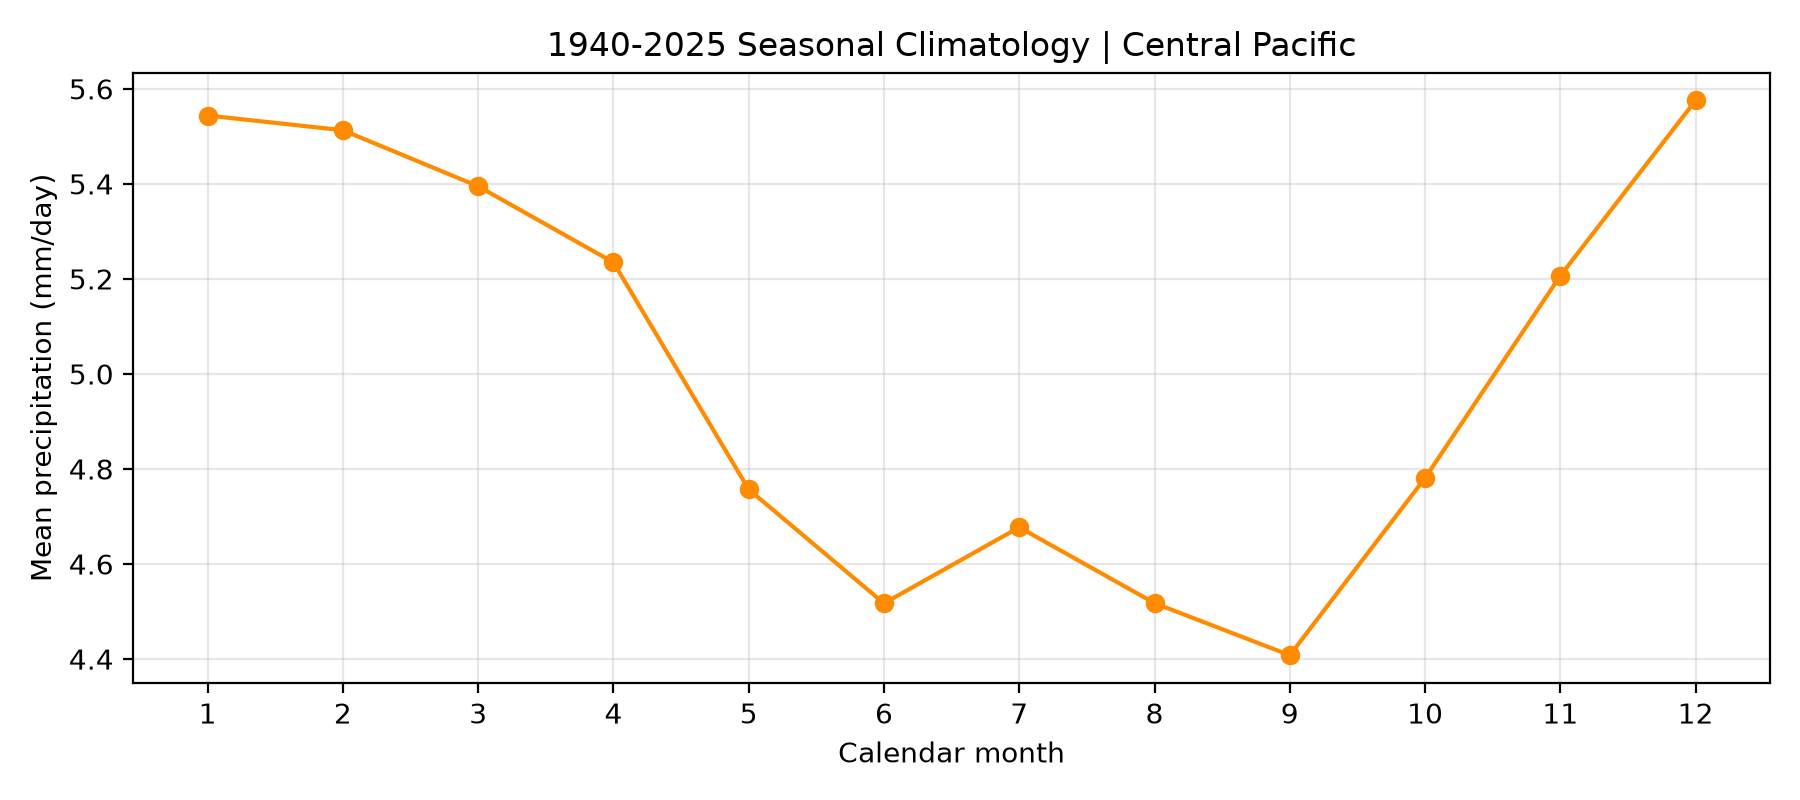 1940-2025 Seasonal Climatology | Central Pacific
Mean precipitation (mm/day)
5.6
5.4
5.2
5.0
4.8
4.6
4.4
1 2 3 4 5 6 7 8 9 10 11 12
Calendar month